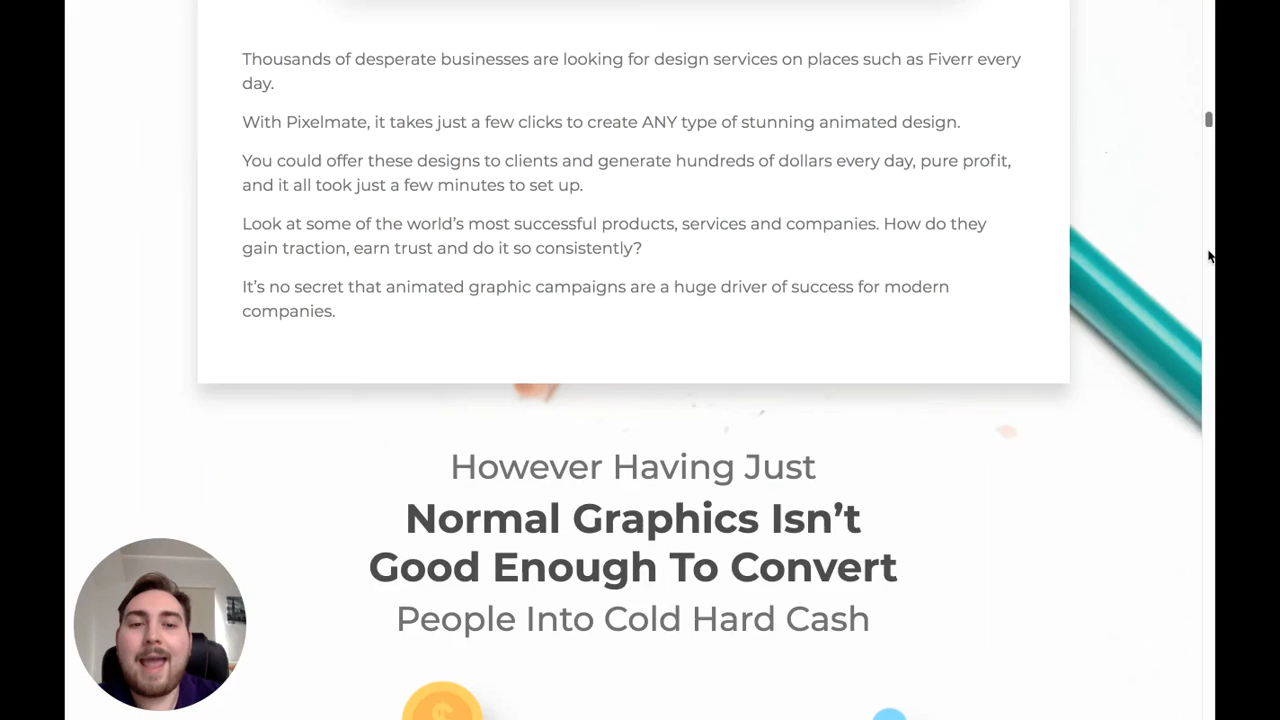 Thousands of desperate businesses are looking for design services on places such as Fiverr every
day.
With Pixelmate, it takes just a few clicks to create ANY type of stunning animated design.
You could offer these designs to clients and generate hundreds of dollars every day, pure profit,
and it all took just a few minutes to set up.
Look at some of the world’s most successful products, services and companies. How do they
gain traction, earn trust and do it so consistently?
It’s no secret that animated graphic campaigns are a huge driver of success for modern
companies.
However Having Just
Normal Graphics Isn’t
Good Enough To Convert
People Into Cold Hard Cash